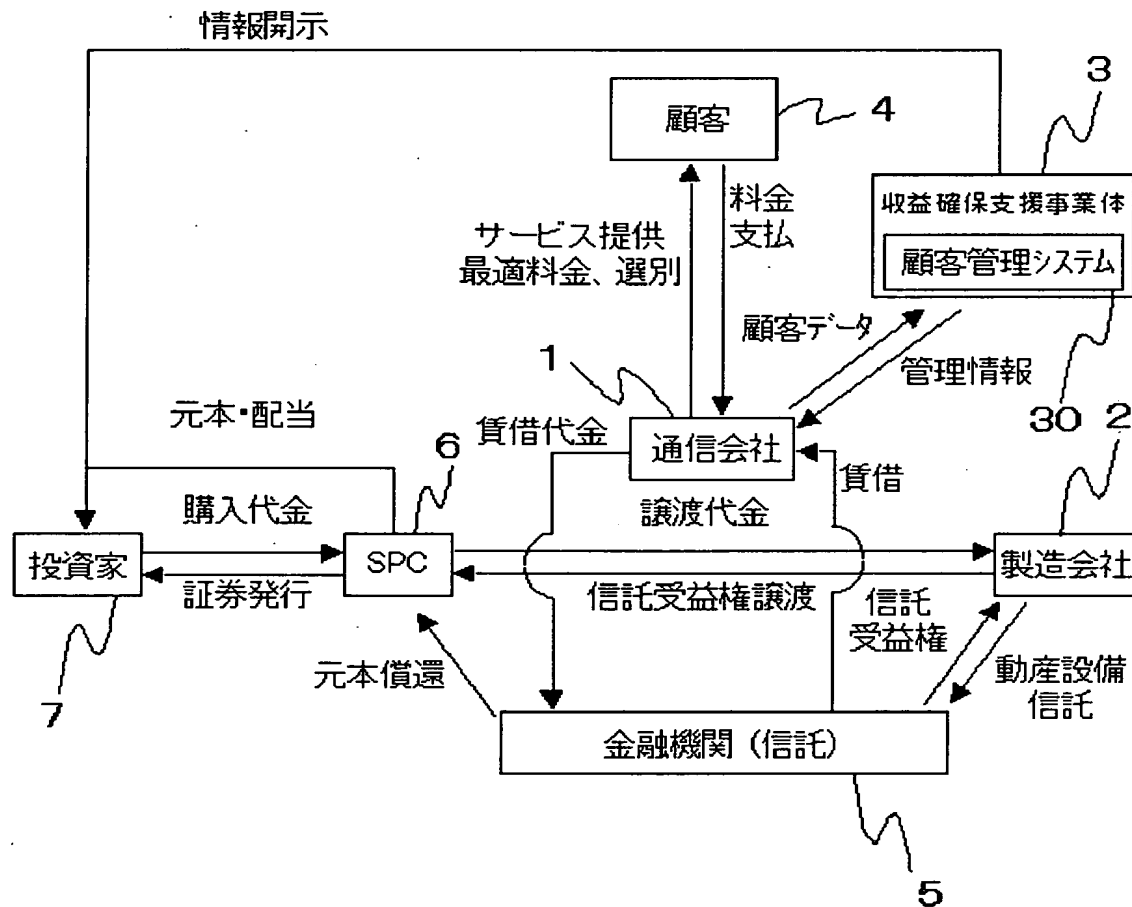 情報開示
顧客
4
3
収益確保支援事業体
顧客管理システム
料金
支払
サービス提供
最適料金、選別
顧客データ
管理情報
1
30
2
元本・配当
賃借代金
6
通信会社
賃借
購入代金
譲渡代金
投資家
SPC
製造会社
証券発行
信託受益権譲渡
信託
受益権
元本償還
動産設備
信託
7
金融機関（信託）
5